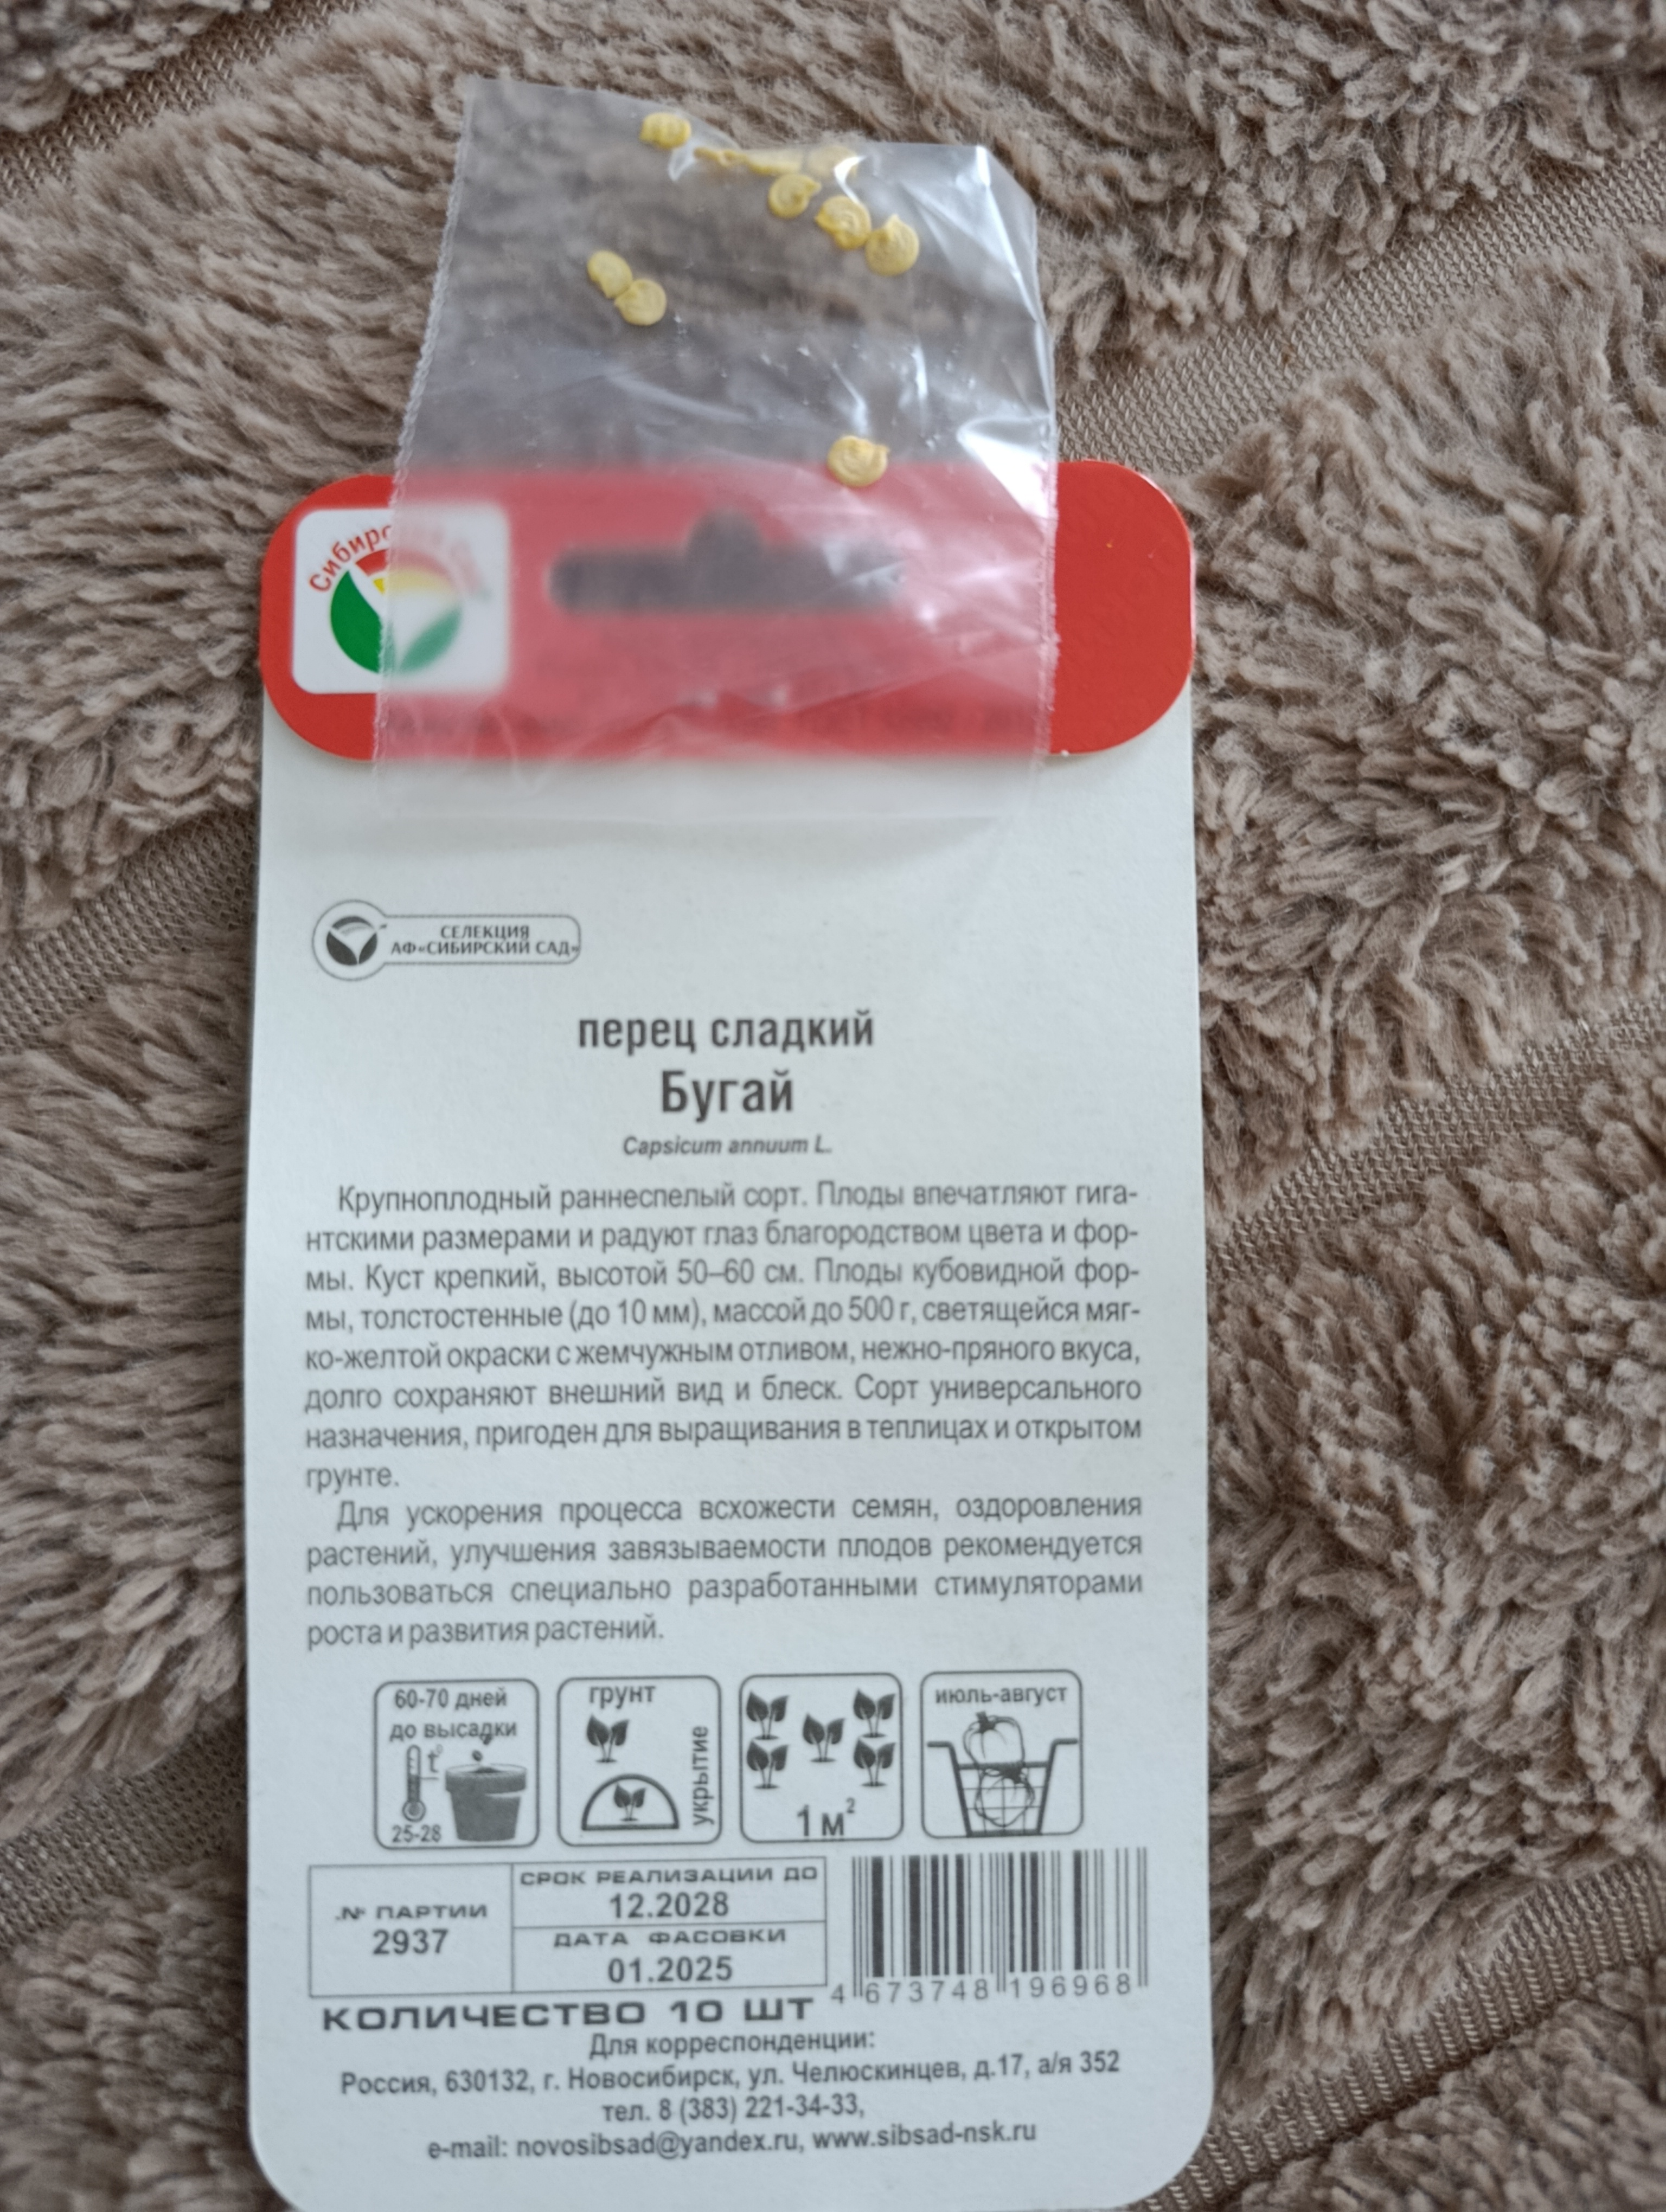 Сибирс
СЕЛЕКЦИЯ
АФ«СИБИРСКИЙ САД»
перец сладкий
Бугай
Capsicum annuum L.
Крупноплодный раннеспелый сорт. Плоды впечатляют гига-
нтскими размерами и радуют глаз благородством цвета и фор-
мы. Куст крепкий, высотой 50–60 см. Плоды кубовидной фор-
мы, толстостенные (до 10 мм), массой до 500 г, светящейся мяг-
ко-желтой окраски с жемчужным отливом, нежно-пряного вкуса,
долго сохраняют внешний вид и блеск. Сорт универсального
назначения, пригоден для выращивания в теплицах и открытом
грунте.
Для ускорения процесса всхожести семян, оздоровления
растений, улучшения завязываемости плодов рекомендуется
пользоваться специально разработанными стимуляторами
роста и развития растений.
60-70 дней
до высадки
t°
25-28
грунт
укрытие
1 м²
июль-август
№ ПАРТИИ
2937
СРОК РЕАЛИЗАЦИИ ДО
12.2028
ДАТА ФАСОВКИ
01.2025
4 673748 196968
КОЛИЧЕСТВО 10 ШТ
Для корреспонденции:
Россия, 630132, г. Новосибирск, ул. Челюскинцев, д.17, а/я 352
тел. 8 (383) 221-34-33,
e-mail: novosibsad@yandex.ru, www.sibsad-nsk.ru